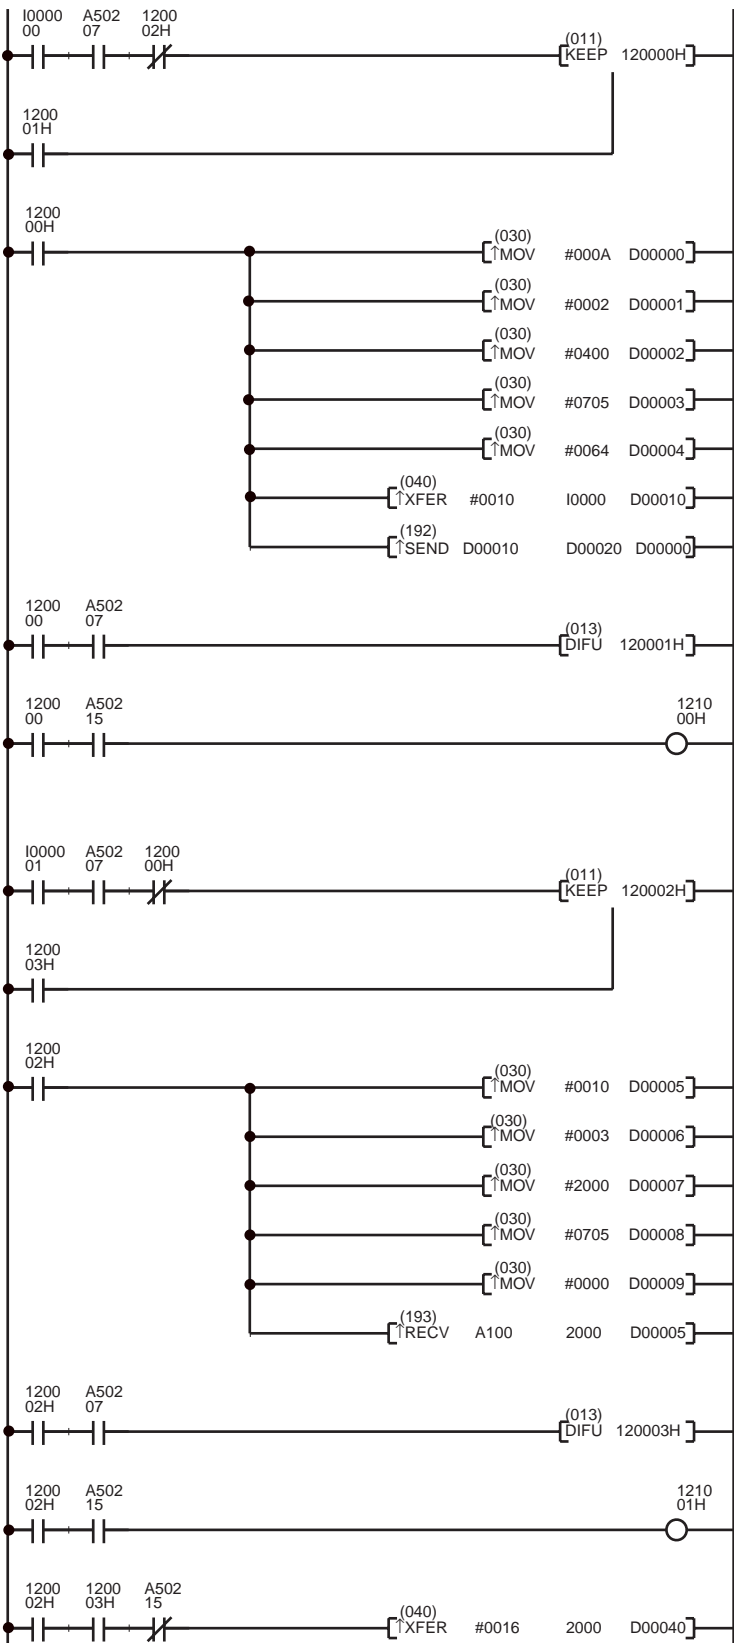 I0000 A502 1200
00 07 02H
(011)
KEEP 120000H
1200
01H
1200
00H
(030)
↑MOV #000A D00000
(030)
↑MOV #0002 D00001
(030)
↑MOV #0400 D00002
(030)
↑MOV #0705 D00003
(030)
↑MOV #0064 D00004
(040)
↑XFER #0010 I0000 D00010
(192)
↑SEND D00010 D00020 D00000
1200 A502
00 07
(013)
DIFU 120001H
1200 A502 1210
00 15 00H
I0000 A502 1200
01 07 00H
(011)
KEEP 120002H
1200
03H
1200
02H
(030)
↑MOV #0010 D00005
(030)
↑MOV #0003 D00006
(030)
↑MOV #2000 D00007
(030)
↑MOV #0705 D00008
(030)
↑MOV #0000 D00009
(193)
↑RECV A100 2000 D00005
1200 A502
02H 07
(013)
DIFU 120003H
1200 A502 1210
02H 15 01H
1200 1200 A502
02H 03H 15
(040)
↑XFER #0016 2000 D00040